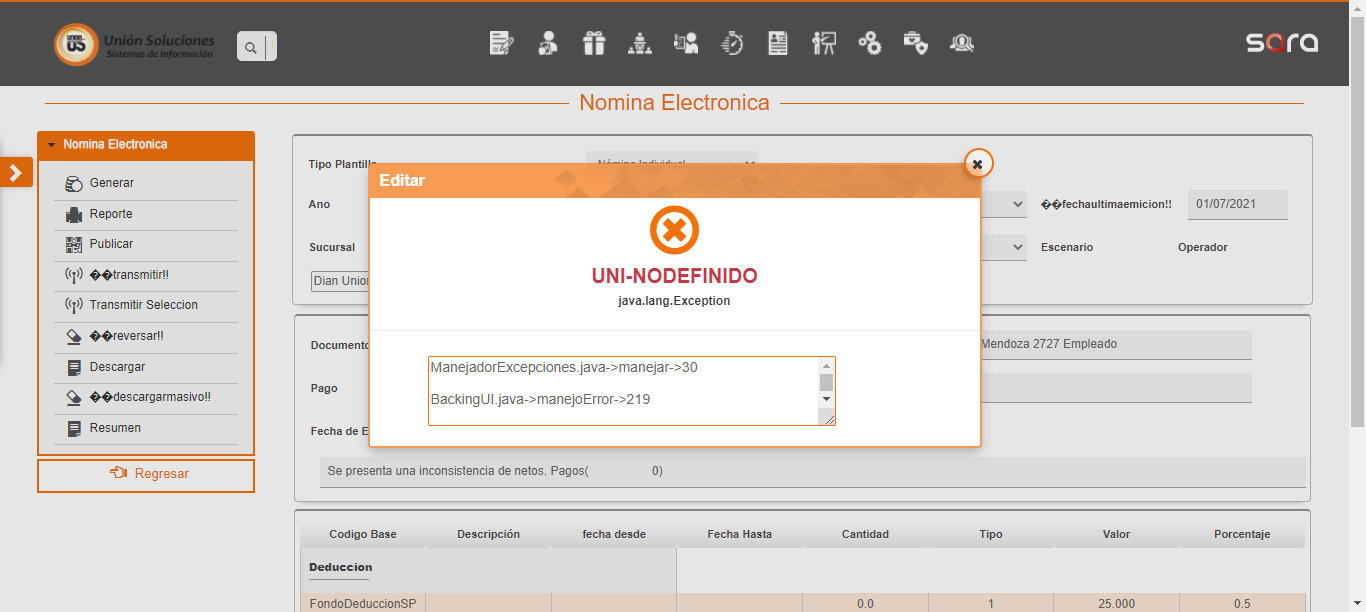 Unión Soluciones
Sistemas de Información
sara
Nomina Electronica
Nomina Electronica
Generar
Reporte
Publicar
��transmitir!!
Transmitir Seleccion
��reversar!!
Descargar
��descargarmasivo!!
Resumen
Regresar
Tipo Plantilla
Nómina Individual
Ano
��fechaultimaemicion!!
01/07/2021
Sucursal
Escenario
Operador
Dian Union
Editar
UNI-NODEFINIDO
java.lang.Exception
ManejadorExcepciones.java->manejar->30
BackingUI.java->manejoError->219
Documento
Mendoza 2727 Empleado
Pago
Fecha de E
Se presenta una inconsistencia de netos. Pagos( 0)
Codigo Base Descripción fecha desde Fecha Hasta Cantidad Tipo Valor Porcentaje
Deduccion
FondoDeduccionSP 0.0 1 25.000 0.5